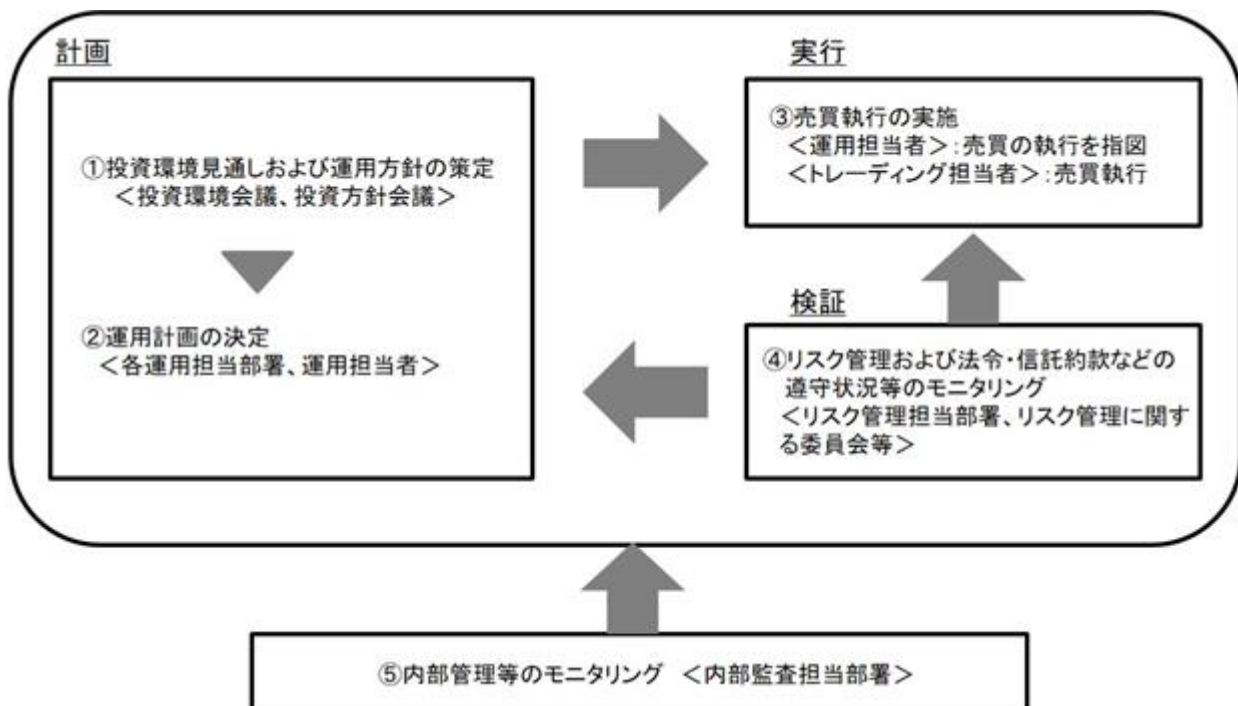 計画
①投資環境見通しおよび運用方針の策定
＜投資環境会議、投資方針会議＞
②運用計画の決定
＜各運用担当部署、運用担当者＞
実行
③売買執行の実施
＜運用担当者＞:売買の執行を指図
＜トレーディング担当者＞:売買執行
検証
④リスク管理および法令・信託約款などの
遵守状況等のモニタリング
＜リスク管理担当部署、リスク管理に関す
る委員会等＞
⑤内部管理等のモニタリング ＜内部監査担当部署＞